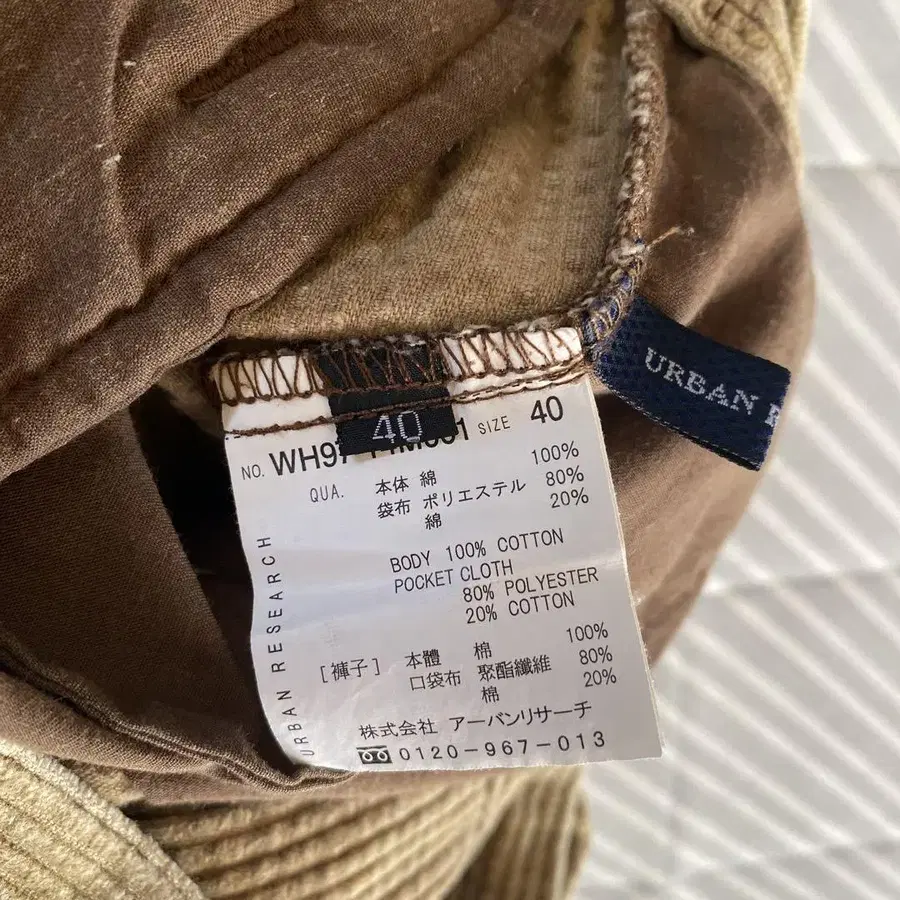 URBAN
40
NO. WH97 SIZE 40
QUA. 本体 綿 100%
袋布 ポリエステル 80%
綿 20%
BODY 100% COTTON
POCKET CLOTH
80% POLYESTER
20% COTTON
[褲子] 本體 棉 100%
口袋布 聚酯纖維 80%
棉 20%
株式会社 アーバンリサーチ
0120-967-013
URBAN RESEARCH